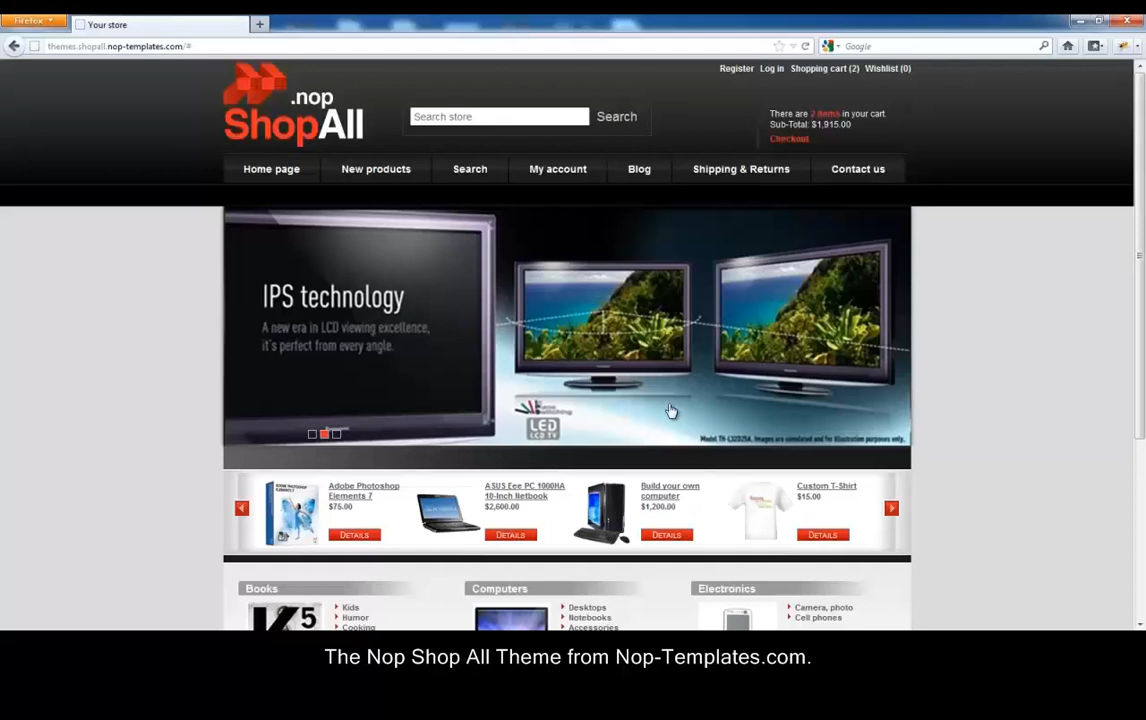 Firefox
Your store
themes.shopall.nop-templates.com/#
Google
Register Log in Shopping cart (2) Wishlist (0)
.nop
ShopAll
Search store
Search
There are 2 items in your cart.
Sub-Total: $1,915.00
Checkout
Home page
New products
Search
My account
Blog
Shipping & Returns
Contact us
IPS technology
A new era in LCD viewing excellence,
it's perfect from every angle.
LED
LCD TV
Model TH-L32D25A. Images are simulated and for illustration purposes only.
Adobe Photoshop
Elements 7
$75.00
DETAILS
ASUS Eee PC 1000HA
10-Inch Netbook
$2,600.00
DETAILS
Build your own
computer
$1,200.00
DETAILS
Custom T-Shirt
$15.00
DETAILS
Books
Kids
Humor
Cooking
K5
Computers
Desktops
Notebooks
Accessories
Electronics
Camera, photo
Cell phones
The Nop Shop All Theme from Nop-Templates.com.